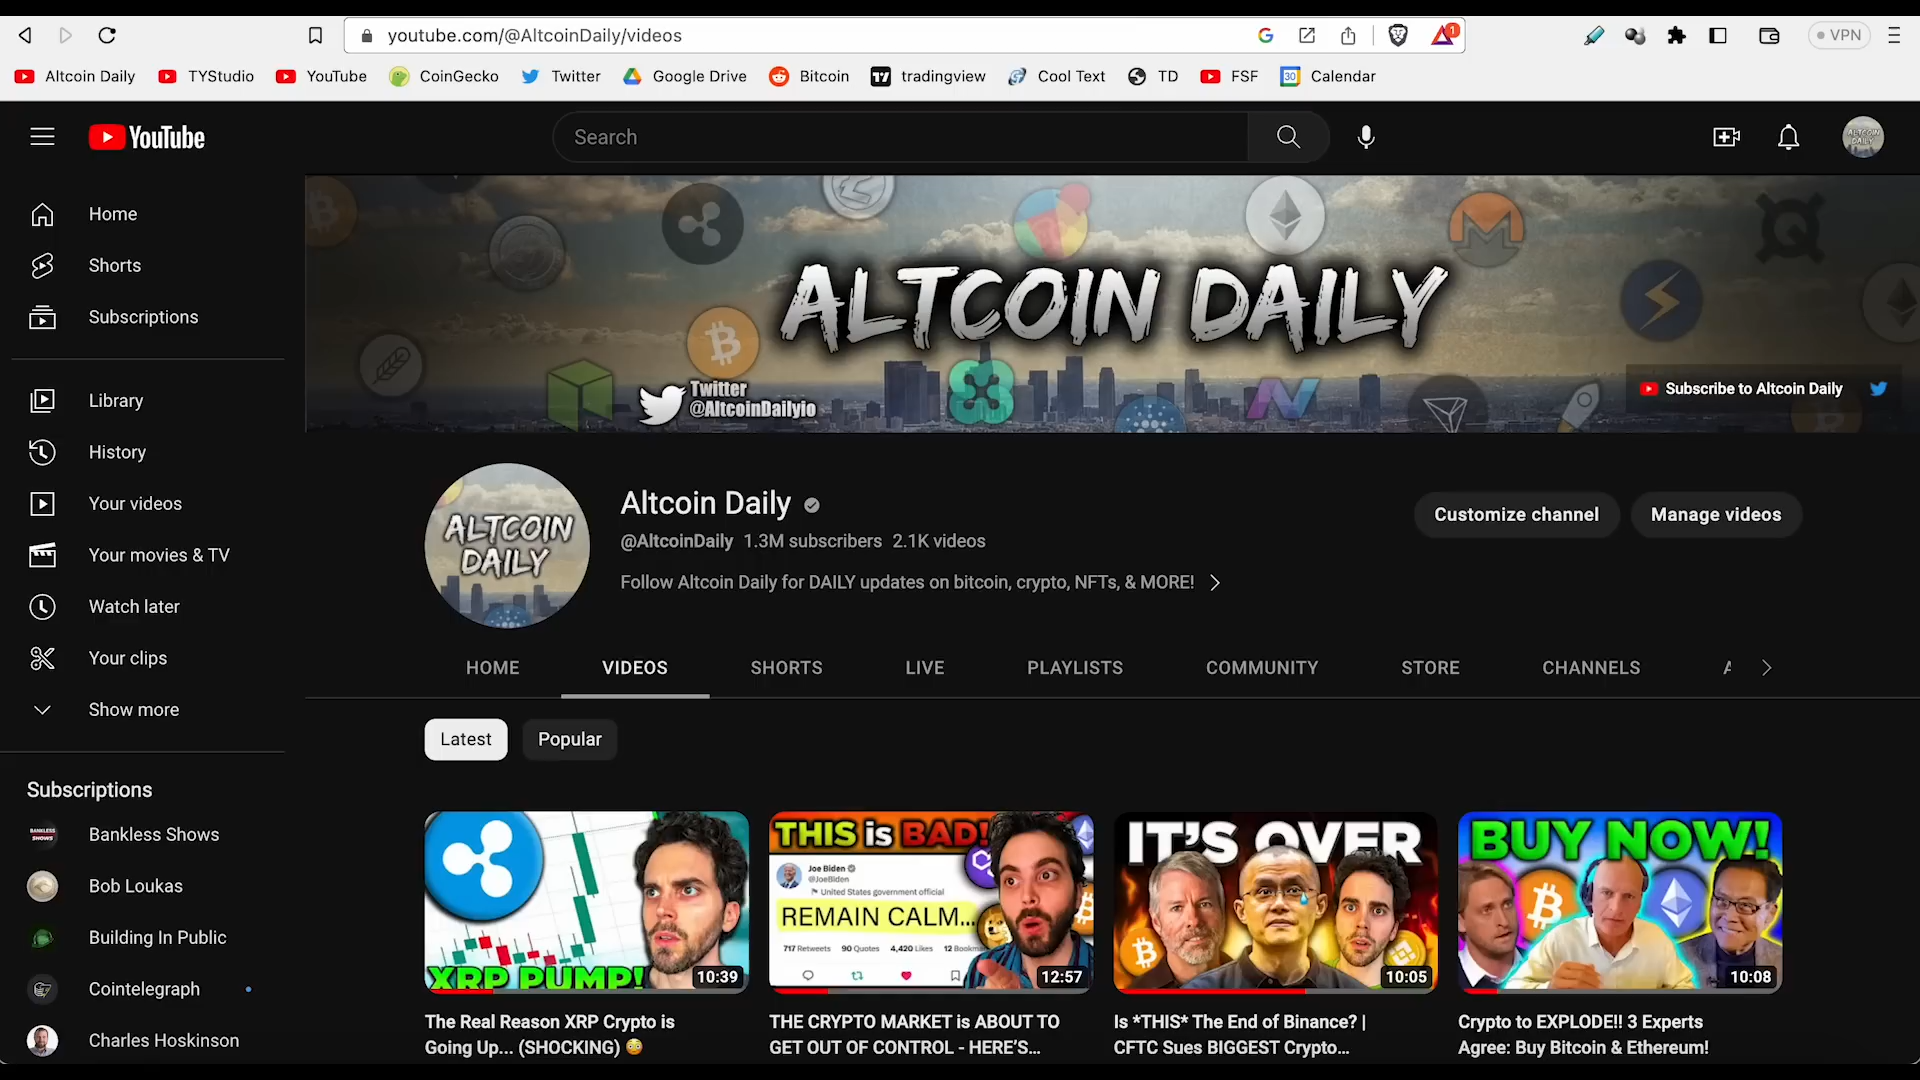 youtube.com/@AltcoinDaily/videos
1
VPN
Altcoin Daily
TYStudio
YouTube
CoinGecko
Twitter
Google Drive
Bitcoin
tradingview
Cool Text
TD
FSF
30
Calendar
YouTube
Search
ALTCOIN DAILY
Home
Shorts
Subscriptions
Library
History
Your videos
Your movies & TV
Watch later
Your clips
Show more
Subscriptions
Bankless Shows
Bob Loukas
Building In Public
Cointelegraph
Charles Hoskinson
ALTCOIN DAILY
Twitter
@AltcoinDailyio
Subscribe to Altcoin Daily
ALTCOIN
DAILY
Altcoin Daily
@AltcoinDaily 1.3M subscribers 2.1K videos
Follow Altcoin Daily for DAILY updates on bitcoin, crypto, NFTs, & MORE!
Customize channel
Manage videos
HOME
VIDEOS
SHORTS
LIVE
PLAYLISTS
COMMUNITY
STORE
CHANNELS
Latest
Popular
XRP PUMP!
10:39
The Real Reason XRP Crypto is
Going Up... (SHOCKING) 😳
THIS is BAD!
Joe Biden
@JoeBiden
United States government official
REMAIN CALM...
717 Retweets 90 Quotes 4,420 Likes 12
12:57
THE CRYPTO MARKET is ABOUT TO
GET OUT OF CONTROL - HERE'S...
IT'S OVER
10:05
Is *THIS* The End of Binance? |
CFTC Sues BIGGEST Crypto...
BUY NOW!
10:08
Crypto to EXPLODE!! 3 Experts
Agree: Buy Bitcoin & Ethereum!